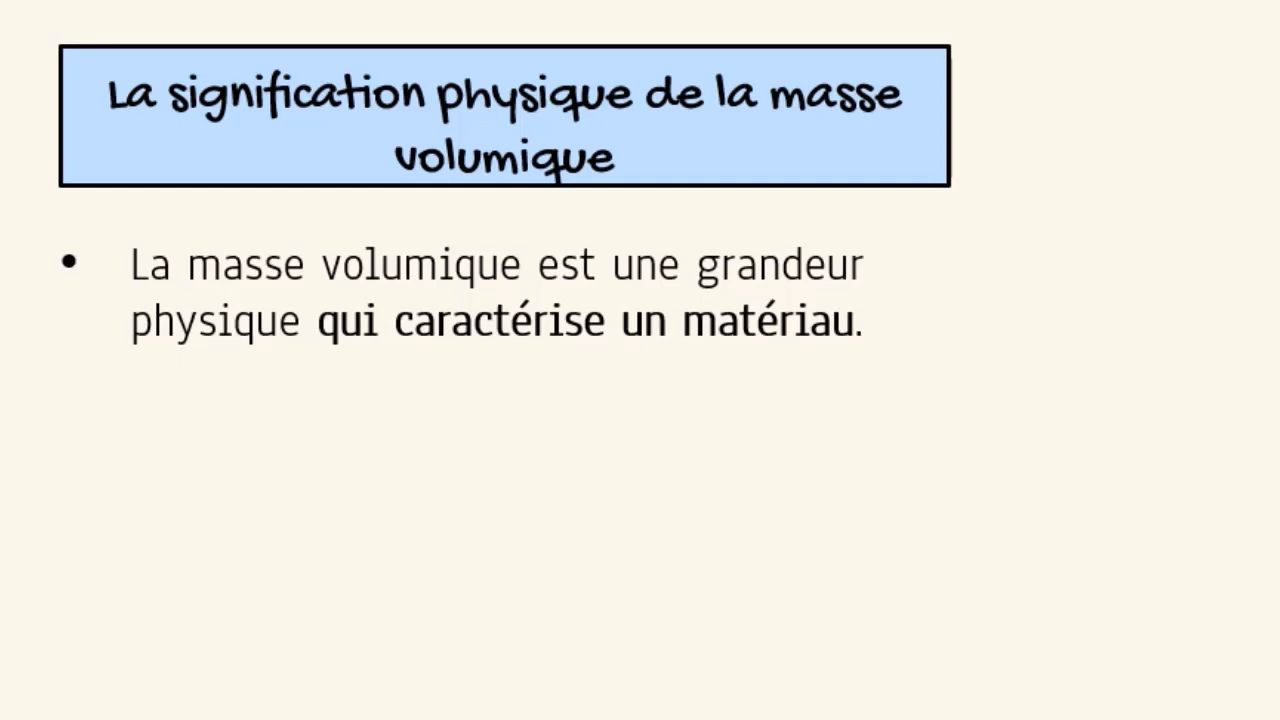 La signification physique de la masse
volumique
• La masse volumique est une grandeur
physique qui caractérise un matériau.